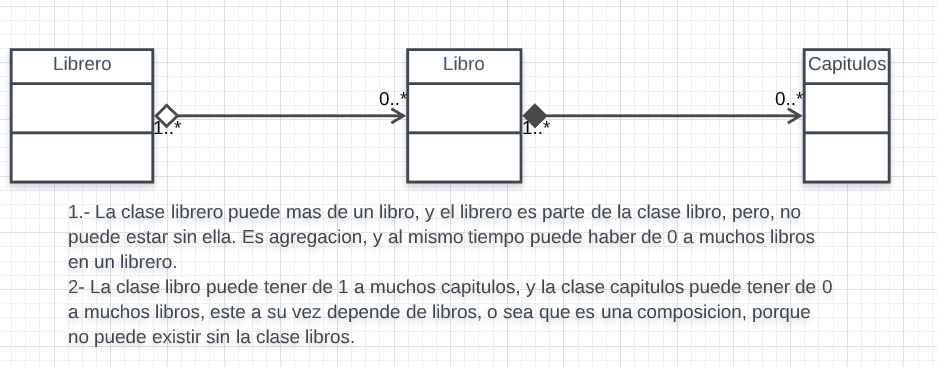 Librero
Libro
Capitulos
0..*
0..*
1..*
1..*
1.- La clase librero puede mas de un libro, y el librero es parte de la clase libro, pero, no
puede estar sin ella. Es agregacion, y al mismo tiempo puede haber de 0 a muchos libros
en un librero.
2- La clase libro puede tener de 1 a muchos capitulos, y la clase capitulos puede tener de 0
a muchos libros, este a su vez depende de libros, o sea que es una composicion, porque
no puede existir sin la clase libros.